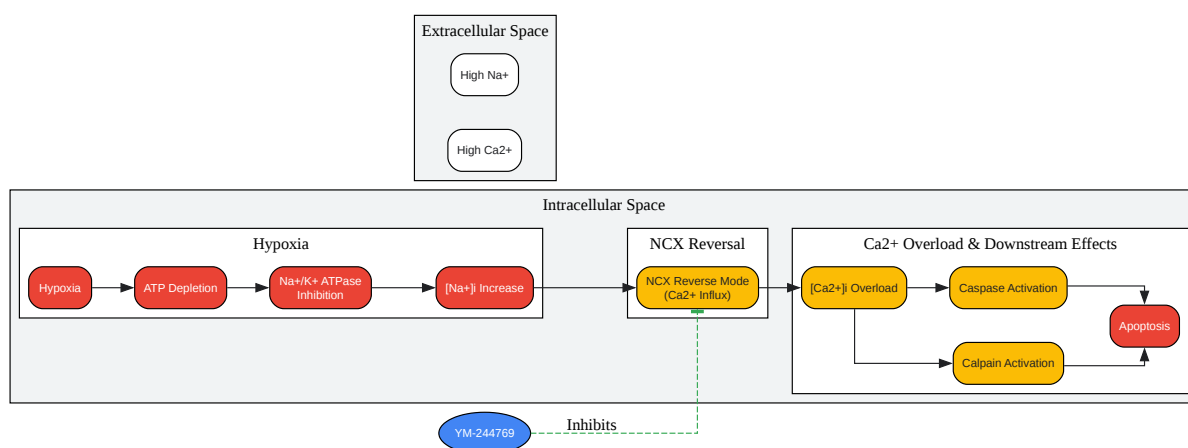 Extracellular Space
High Na+
High Ca2+
Intracellular Space
Hypoxia
NCX Reversal
Ca2+ Overload & Downstream Effects
Hypoxia
ATP Depletion
Na+/K+ ATPase
Inhibition
[Na+]i Increase
NCX Reverse Mode
(Ca2+ Influx)
[Ca2+]i Overload
Caspase Activation
Apoptosis
Calpain Activation
Inhibits
YM-244769